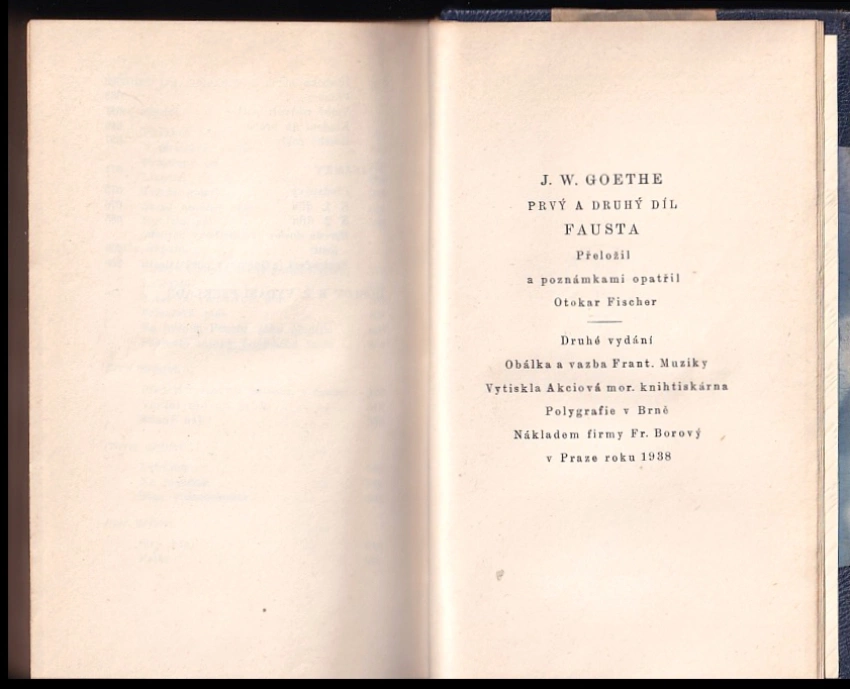 J. W. GOETHE
PRVÝ A DRUHÝ DÍL
FAUSTA
Přeložil
a poznámkami opatřil
Otokar Fischer
Druhé vydání
Obálka a vazba Frant. Muziky
Vytiskla Akciová mor. knihtiskárna
Polygrafie v Brně
Nákladem firmy Fr. Borový
v Praze roku 1938